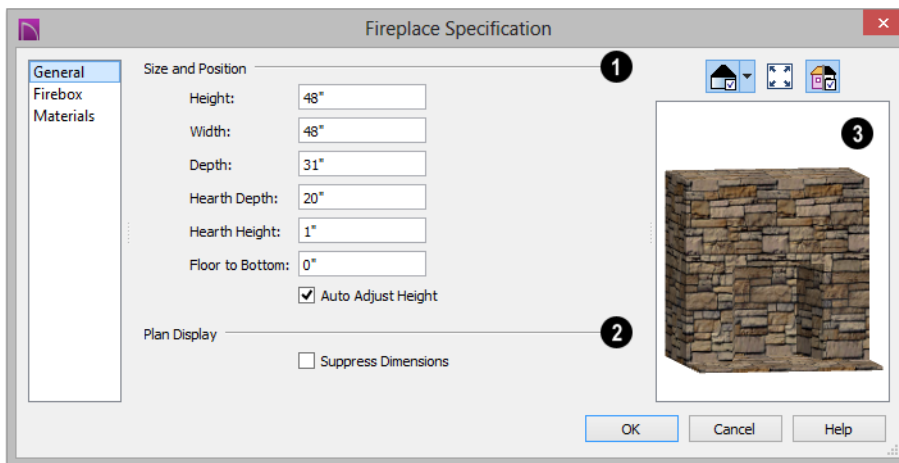 Fireplace Specification
General
Firebox
Materials
Size and Position
1
Height: 48"
Width: 48"
Depth: 31"
Hearth Depth: 20"
Hearth Height: 1"
Floor to Bottom: 0"
Auto Adjust Height
Plan Display
2
Suppress Dimensions
3
OK Cancel Help